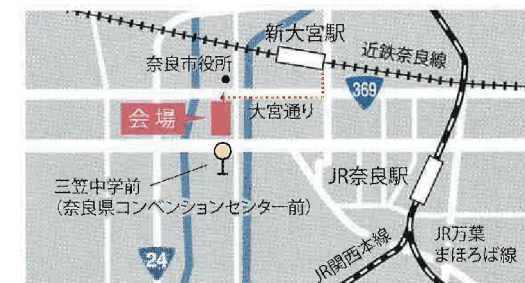 新大宮駅
近鉄奈良線
奈良市役所
369
会場
大宮通り
三笠中学前
(奈良県コンベンションセンター前)
JR奈良駅
24
JR関西本線
JR万葉
まほろば線